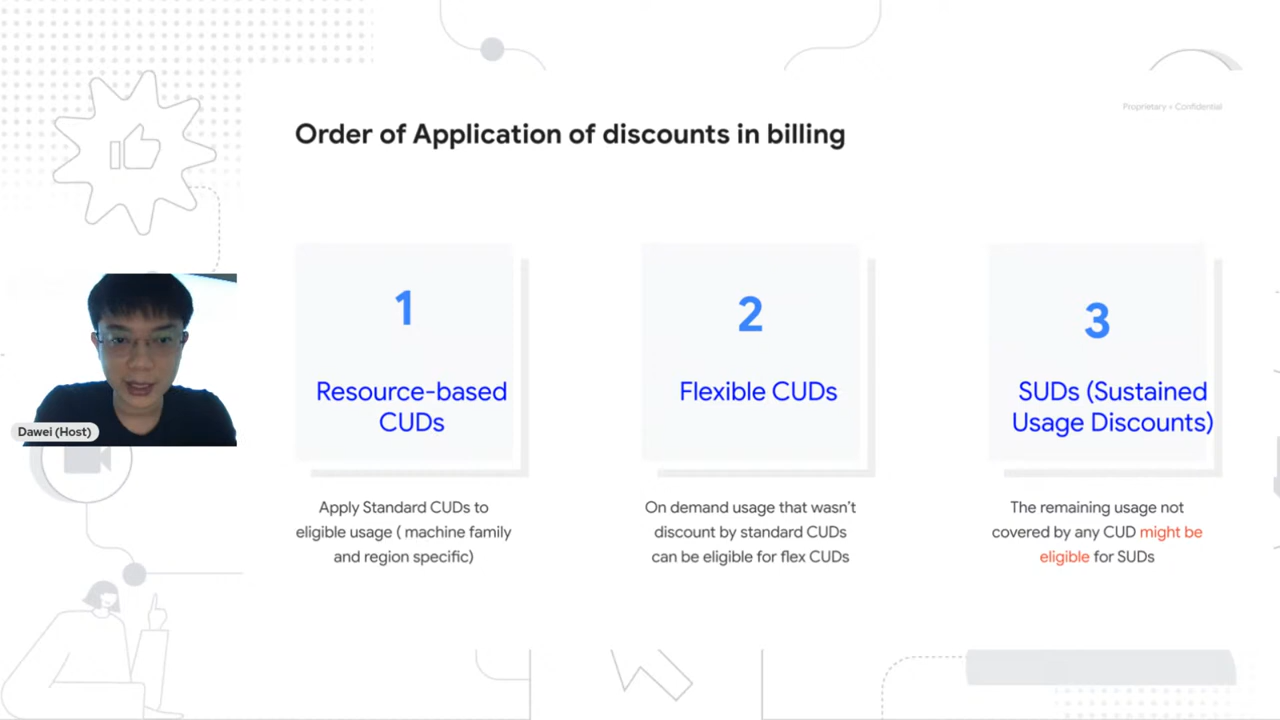 Proprietary + Confidential
Order of Application of discounts in billing
1
Resource-based
CUDs
Apply Standard CUDs to
eligible usage ( machine family
and region specific)
2
Flexible CUDs
On demand usage that wasn't
discount by standard CUDs
can be eligible for flex CUDs
3
SUDs (Sustained
Usage Discounts)
The remaining usage not
covered by any CUD might be
eligible for SUDs
Dawei (Host)